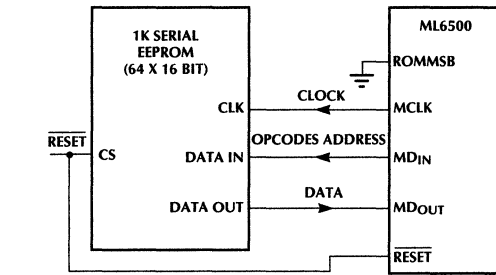 1K SERIAL
EEPROM
(64 X 16 BIT)
ML6500
ROMMSB
CLK
CLOCK
MCLK
RESET
CS
DATA IN
OPCODES ADDRESS
MDIN
DATA OUT
DATA
MDOUT
RESET